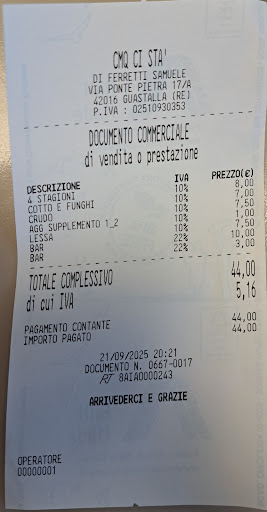 CMQ CI STA'
DI FERRETTI SAMUELE
VIA PONTE PIETRA 17/A
42016 GUASTALLA (RE)
P.IVA : 02510930353
DOCUMENTO COMMERCIALE
di vendita o prestazione
DESCRIZIONE IVA PREZZO(€)
4 STAGIONI 10% 8,00
COTTO E FUNGHI 10% 7,00
CRUDO 10% 7,50
AGG SUPPLEMENTO 1_2 10% 1,00
LESSA 10% 7,50
BAR 22% 10,00
BAR 22% 3,00
TOTALE COMPLESSIVO 44,00
di cui IVA 5,16
PAGAMENTO CONTANTE 44,00
IMPORTO PAGATO 44,00
21/09/2025 20:21
DOCUMENTO N. 0667-0017
RT 8AIA0000243
ARRIVEDERCI E GRAZIE
OPERATORE
00000001